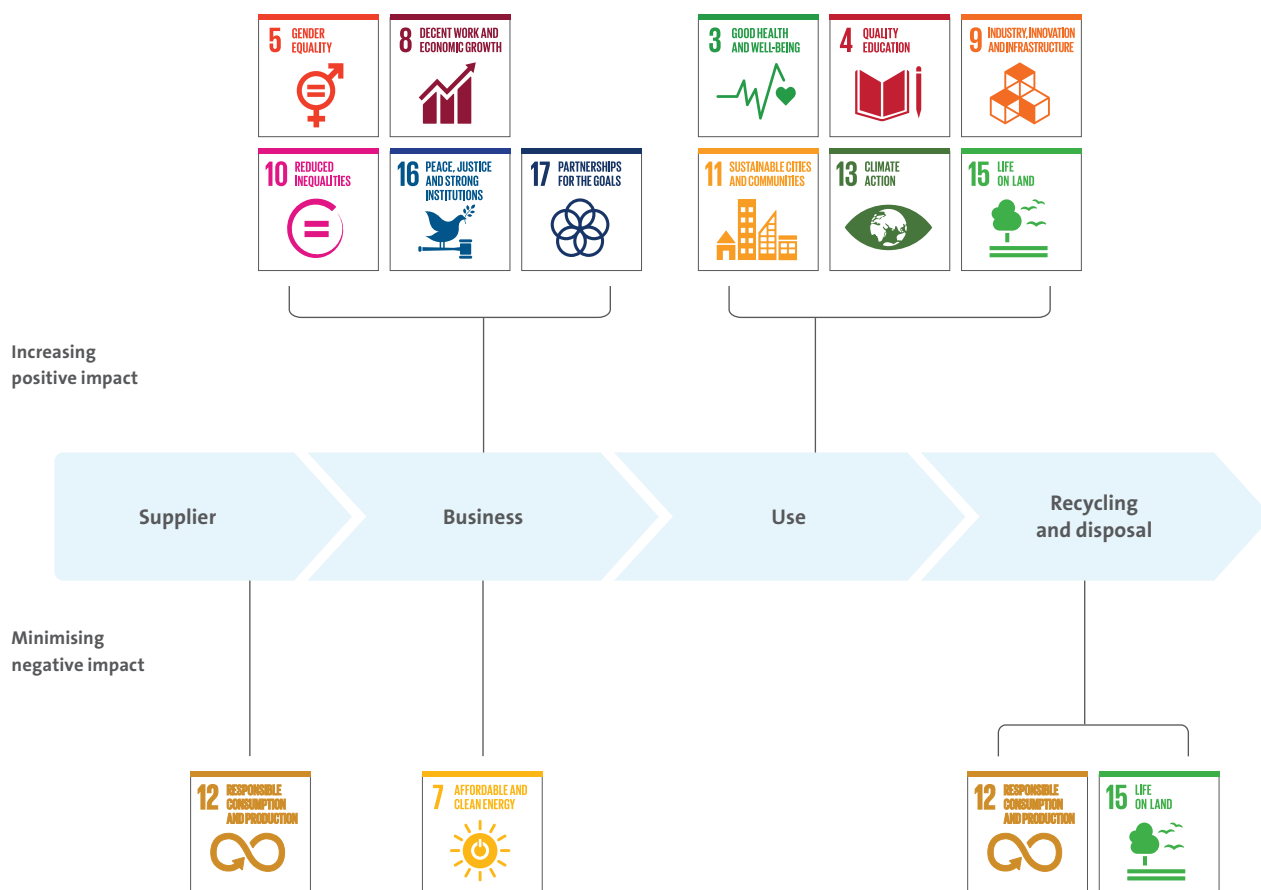 5 GENDER
EQUALITY
8 DECENT WORK AND
ECONOMIC GROWTH
3 GOOD HEALTH
AND WELL-BEING
4 QUALITY
EDUCATION
9 INDUSTRY, INNOVATION
AND INFRASTRUCTURE
10 REDUCED
INEQUALITIES
16 PEACE, JUSTICE
AND STRONG
INSTITUTIONS
17 PARTNERSHIPS
FOR THE GOALS
11 SUSTAINABLE CITIES
AND COMMUNITIES
13 CLIMATE
ACTION
15 LIFE
ON LAND
Increasing
positive impact
Supplier
Business
Use
Recycling
and disposal
Minimising
negative impact
12 RESPONSIBLE
CONSUMPTION
AND PRODUCTION
7 AFFORDABLE AND
CLEAN ENERGY
12 RESPONSIBLE
CONSUMPTION
AND PRODUCTION
15 LIFE
ON LAND